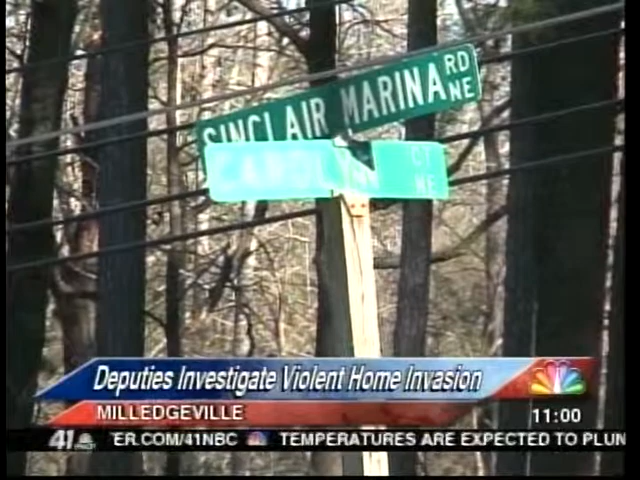 SINCLAIR MARINA RD NE
CAROLYN CT NE
Deputies Investigate Violent Home Invasion
MILLEDGEVILLE
11:00
41 ER.COM/41NBC TEMPERATURES ARE EXPECTED TO PLUN